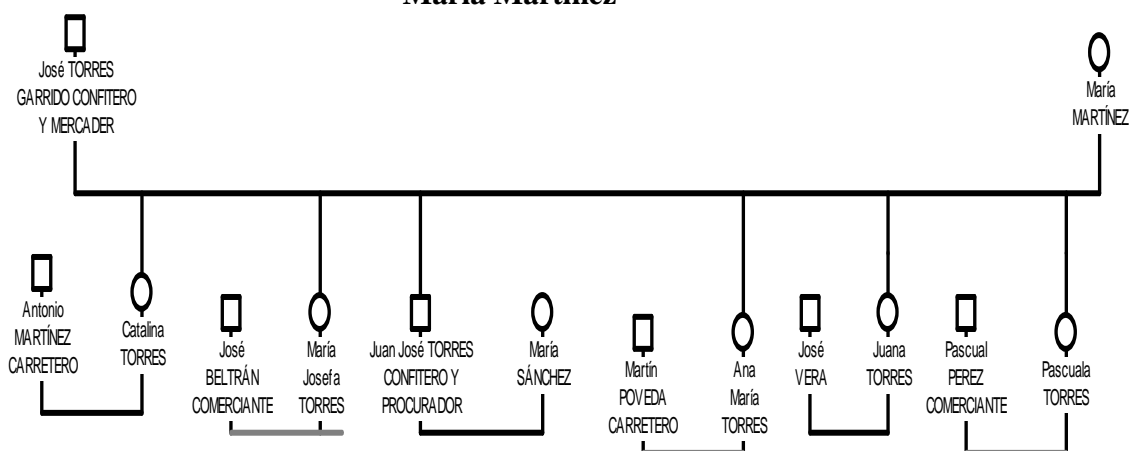 María Martínez
José TORRES
GARRIDO CONFITERO
Y MERCADER
María
MARTÍNEZ
Antonio
MARTÍNEZ
CARRETERO
Catalina
TORRES
José
BELTRÁN
COMERCIANTE
María
Josefa
TORRES
Juan José TORRES
CONFITERO Y
PROCURADOR
María
SÁNCHEZ
Martín
POVEDA
CARRETERO
Ana
María
TORRES
José
VERA
Juana
TORRES
Pascual
PEREZ
COMERCIANTE
Pascuala
TORRES